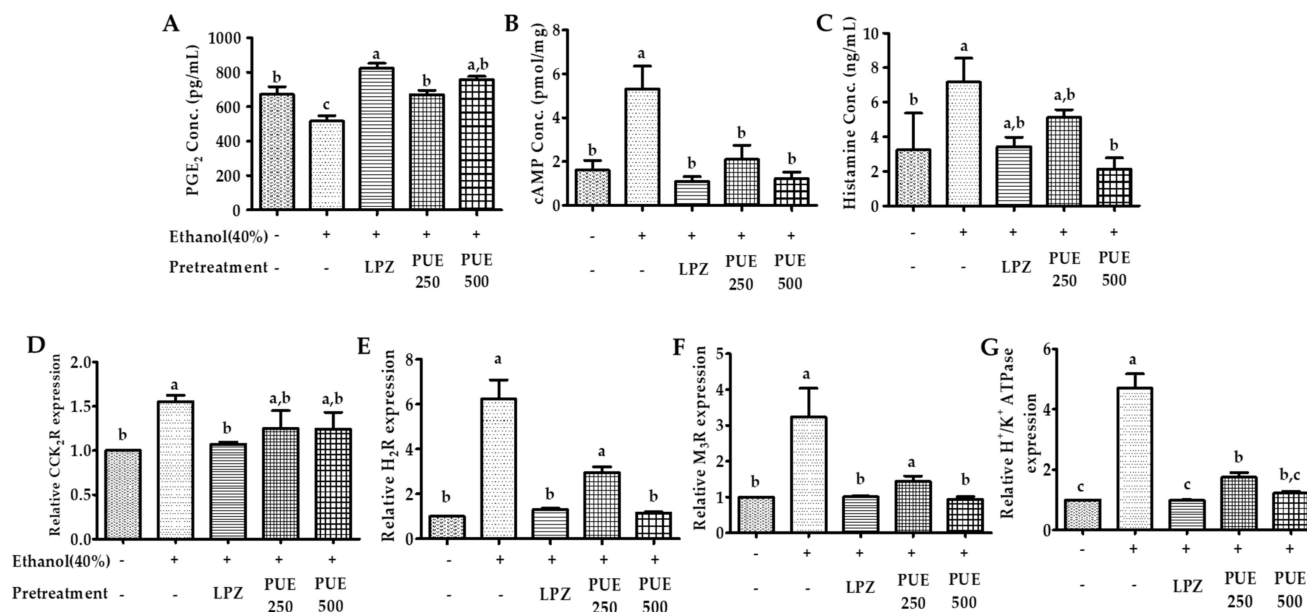 A
PGE₂ Conc. (pg/mL)
1000
800
600
400
200
0
b
c
a
b
a,b
Ethanol(40%) - + + + +
Pretreatment - - LPZ PUE 250 PUE 500
B
cAMP Conc. (pmol/mg)
8
6
4
2
0
b
a
b
b
b
- + + + +
- - LPZ PUE 250 PUE 500
C
Histamine Conc. (ng/mL)
10
8
6
4
2
0
b
a
a,b
a,b
b
- + + + +
- - LPZ PUE 250 PUE 500
D
Relative CCK₂R expression
2.0
1.5
1.0
0.5
0.0
b
a
b
a,b
a,b
Ethanol(40%) - + + + +
Pretreatment - - LPZ PUE 250 PUE 500
E
Relative H₂R expression
8
6
4
2
0
b
a
b
a
b
- + + + +
- - LPZ PUE 250 PUE 500
F
Relative M₃R expression
5
4
3
2
1
0
b
a
b
a
b
- + + + +
- - LPZ PUE 250 PUE 500
G
Relative H⁺/K⁺ ATPase
expression
6
4
2
0
c
a
c
b
b,c
- + + + +
- - LPZ PUE 250 PUE 500